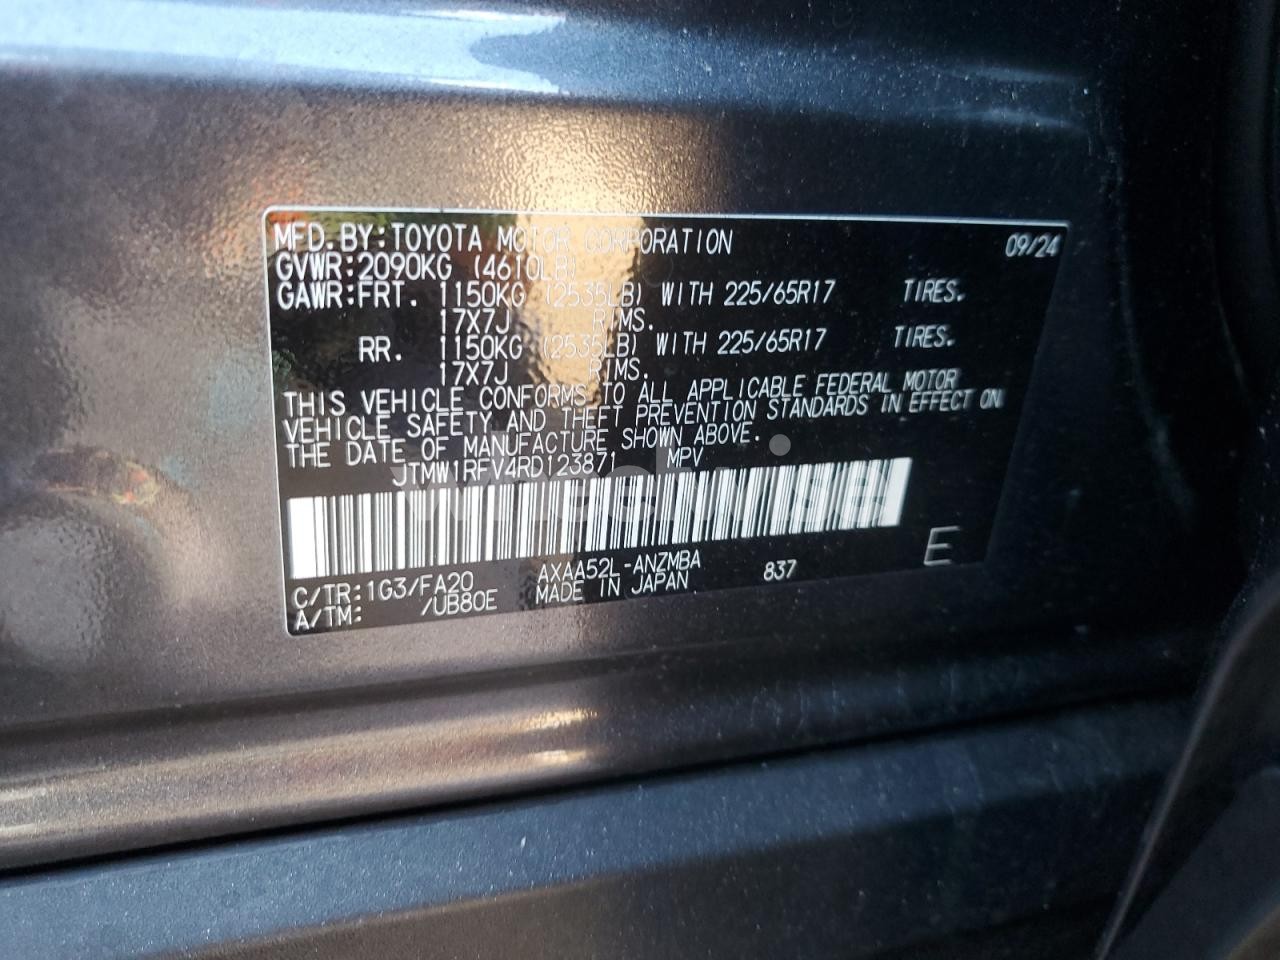 MFD.BY:TOYOTA MOTOR CORPORATION 09/24
GVWR:2090KG (4610LB)
GAWR:FRT. 1150KG (2535LB) WITH 225/65R17 TIRES.
17X7J RIMS.
RR. 1150KG (2535LB) WITH 225/65R17 TIRES.
17X7J RIMS.
THIS VEHICLE CONFORMS TO ALL APPLICABLE FEDERAL MOTOR
VEHICLE SAFETY AND THEFT PREVENTION STANDARDS IN EFFECT ON
THE DATE OF MANUFACTURE SHOWN ABOVE.
JTMW1RFV4RD123871 MPV
C/TR:1G3/FA20 AXAA52L-ANZMBA 837 E
A/TM: /UB80E MADE IN JAPAN